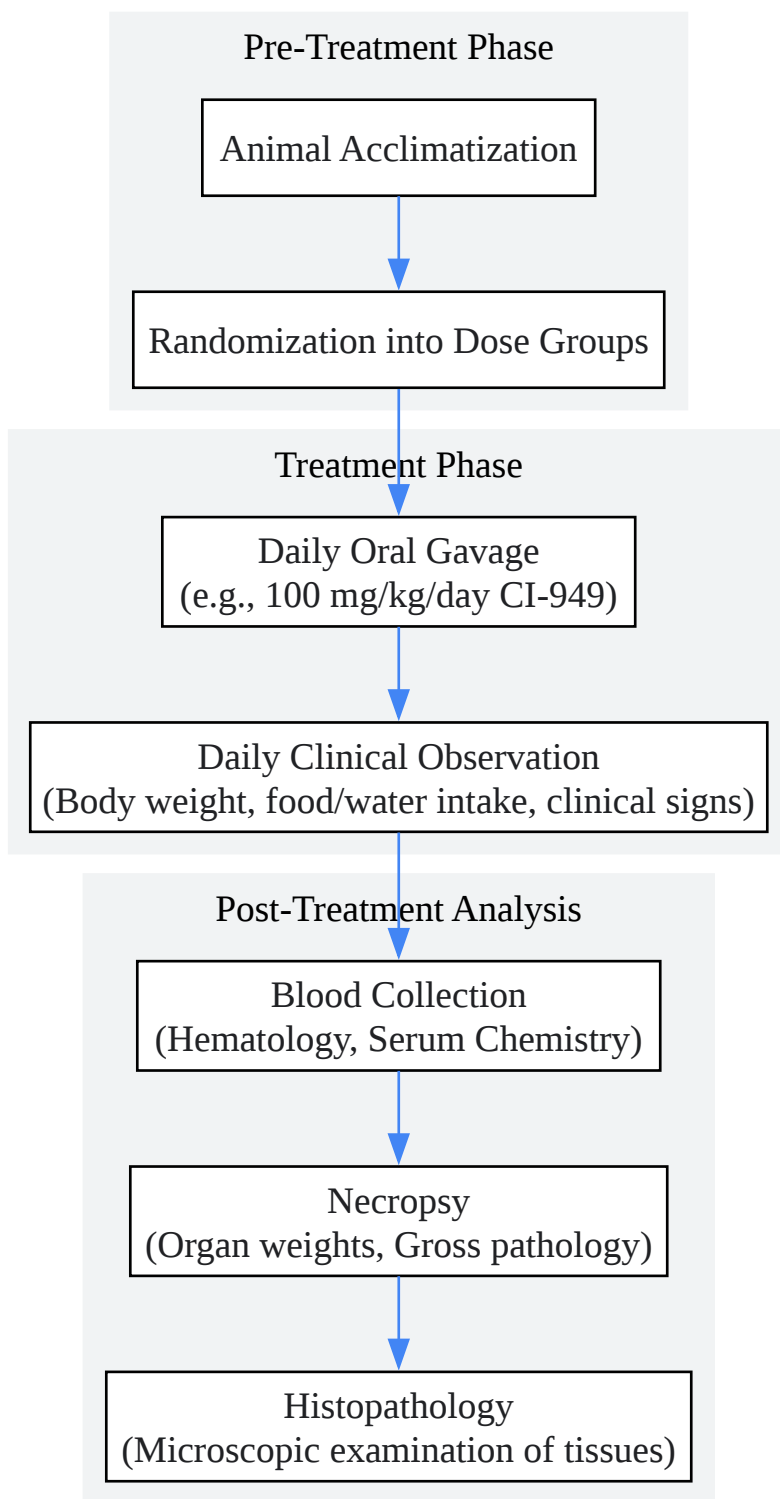 Pre-Treatment Phase
Animal Acclimatization
Randomization into Dose Groups
Treatment Phase
Daily Oral Gavage
(e.g., 100 mg/kg/day CI-949)
Daily Clinical Observation
(Body weight, food/water intake, clinical signs)
Post-Treatment Analysis
Blood Collection
(Hematology, Serum Chemistry)
Necropsy
(Organ weights, Gross pathology)
Histopathology
(Microscopic examination of tissues)